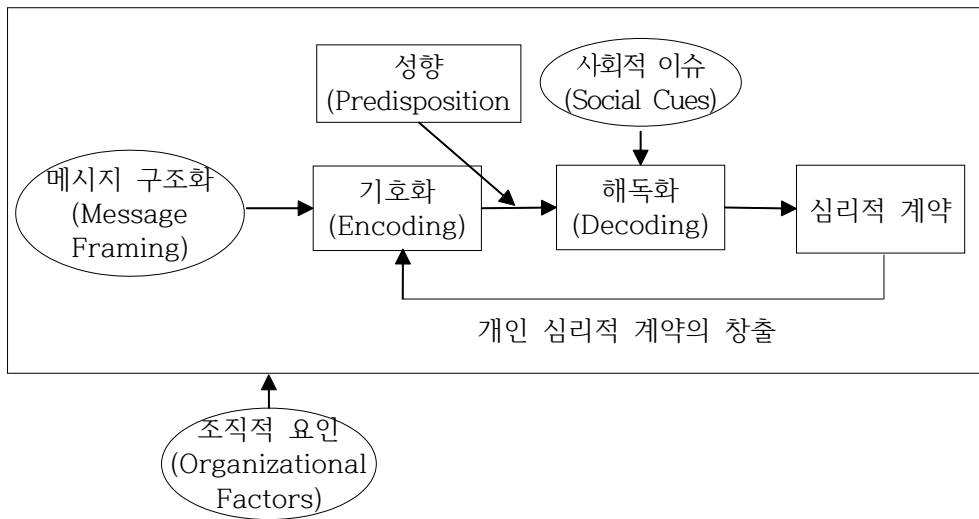 성향
(Predisposition
사회적 이슈
(Social Cues)
메시지 구조화
(Message
Framing)
기호화
(Encoding)
해독화
(Decoding)
심리적 계약
개인 심리적 계약의 창출
조직적 요인
(Organizational
Factors)